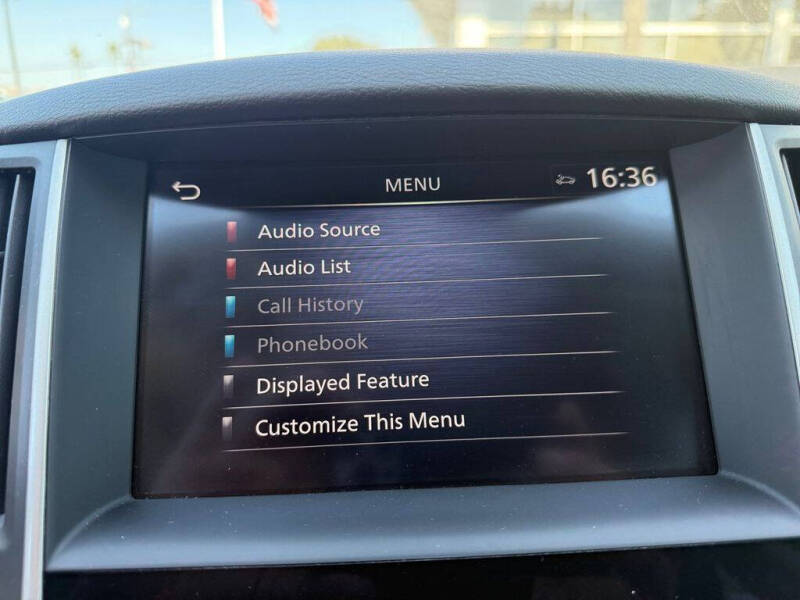 MENU 16:36
Audio Source
Audio List
Call History
Phonebook
Displayed Feature
Customize This Menu